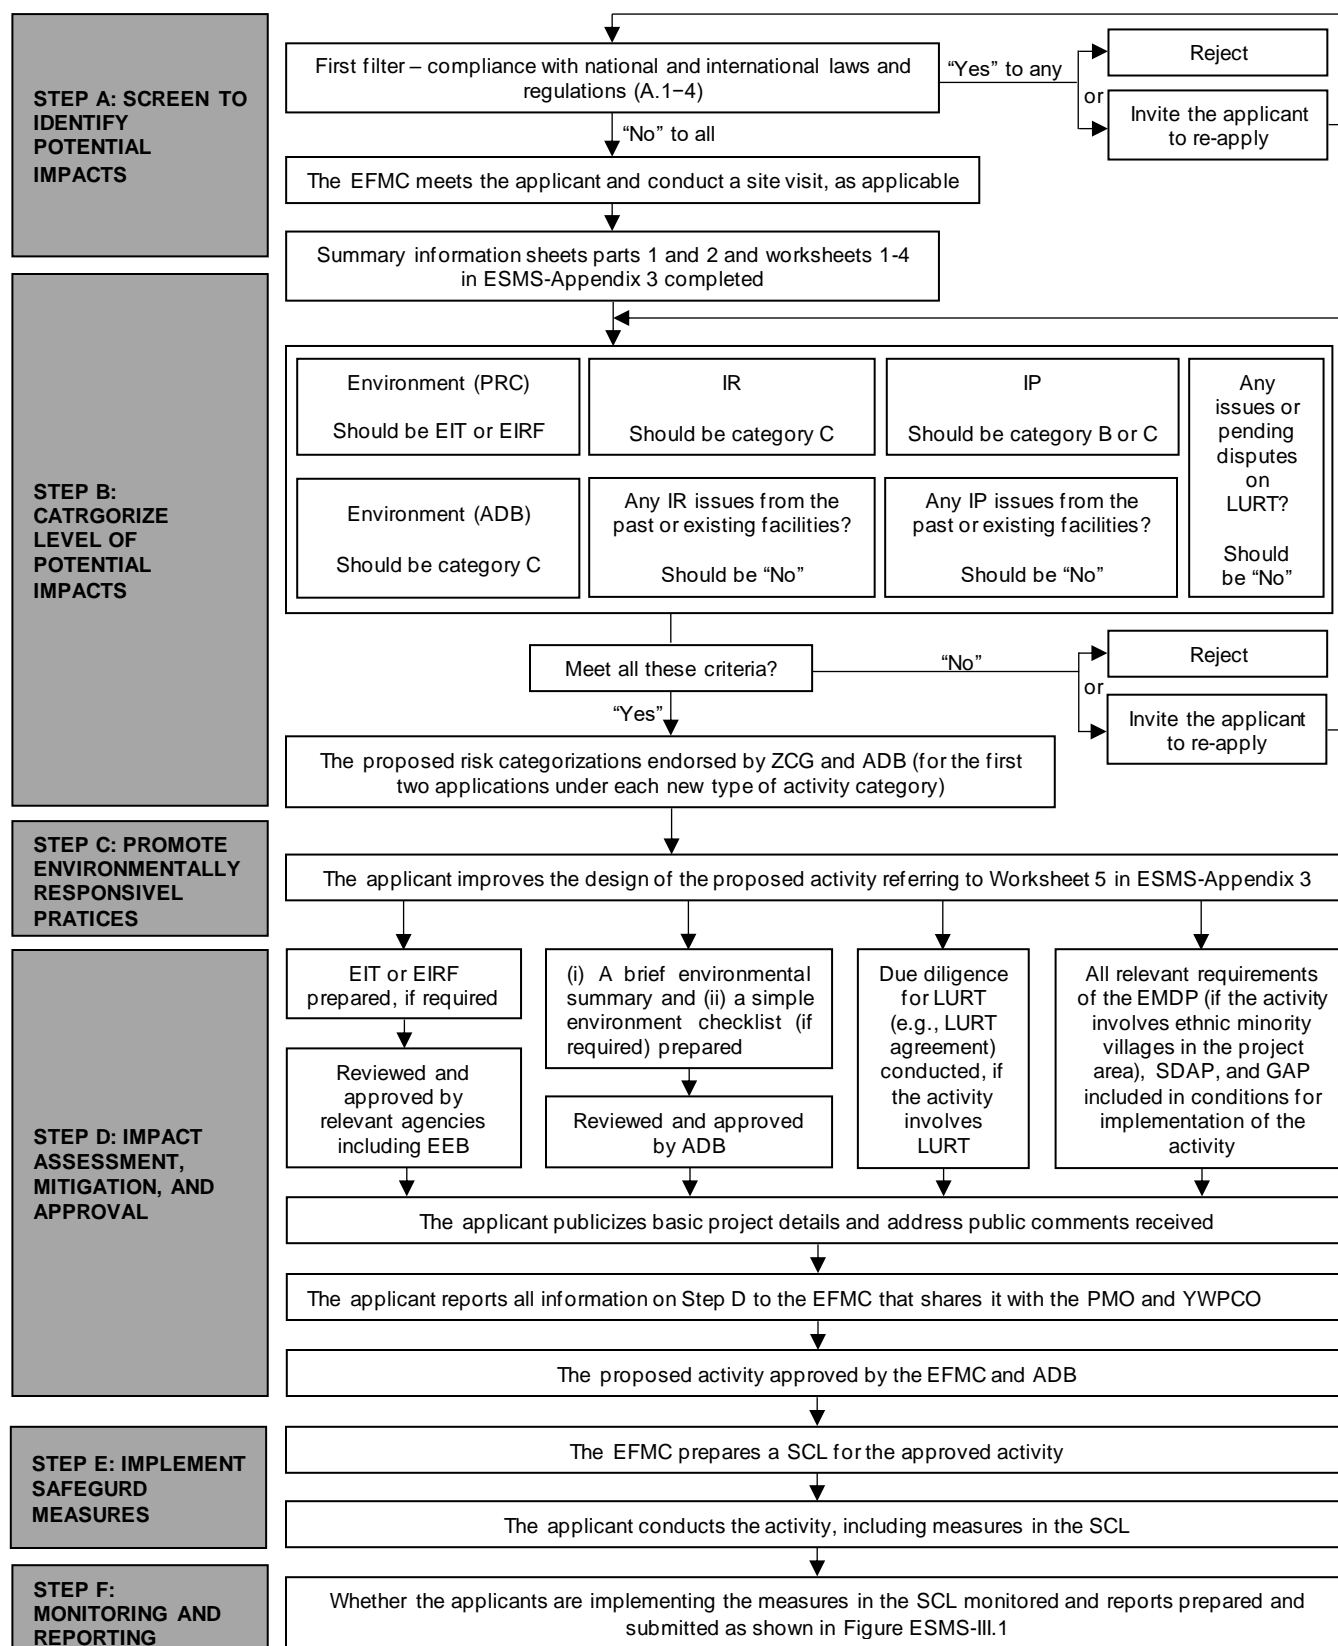 STEP A: SCREEN TO
IDENTIFY
POTENTIAL
IMPACTS
First filter – compliance with national and international laws and
regulations (A.1−4)
“Yes” to any
Reject
or
Invite the applicant
to re-apply
“No” to all
The EFMC meets the applicant and conduct a site visit, as applicable
Summary information sheets parts 1 and 2 and worksheets 1-4
in ESMS-Appendix 3 completed
STEP B:
CATRGORIZE
LEVEL OF
POTENTIAL
IMPACTS
Environment (PRC)
Should be EIT or EIRF
IR
Should be category C
IP
Should be category B or C
Any
issues or
pending
disputes
on
LURT?
Should
be “No”
Environment (ADB)
Should be category C
Any IR issues from the
past or existing facilities?
Should be “No”
Any IP issues from the
past or existing facilities?
Should be “No”
Meet all these criteria?
“No”
Reject
or
Invite the applicant
to re-apply
“Yes”
The proposed risk categorizations endorsed by ZCG and ADB (for the first
two applications under each new type of activity category)
STEP C: PROMOTE
ENVIRONMENTALLY
RESPONSIVEL
PRATICES
The applicant improves the design of the proposed activity referring to Worksheet 5 in ESMS-Appendix 3
STEP D: IMPACT
ASSESSMENT,
MITIGATION, AND
APPROVAL
EIT or EIRF
prepared, if required
Reviewed and
approved by
relevant agencies
including EEB
(i) A brief environmental
summary and (ii) a simple
environment checklist (if
required) prepared
Reviewed and approved
by ADB
Due diligence
for LURT
(e.g., LURT
agreement)
conducted, if
the activity
involves
LURT
All relevant requirements
of the EMDP (if the activity
involves ethnic minority
villages in the project
area), SDAP, and GAP
included in conditions for
implementation of the
activity
The applicant publicizes basic project details and address public comments received
The applicant reports all information on Step D to the EFMC that shares it with the PMO and YWPCO
The proposed activity approved by the EFMC and ADB
STEP E: IMPLEMENT
SAFEGURD
MEASURES
The EFMC prepares a SCL for the approved activity
The applicant conducts the activity, including measures in the SCL
STEP F:
MONITORING AND
REPORTING
Whether the applicants are implementing the measures in the SCL monitored and reports prepared and
submitted as shown in Figure ESMS-III.1